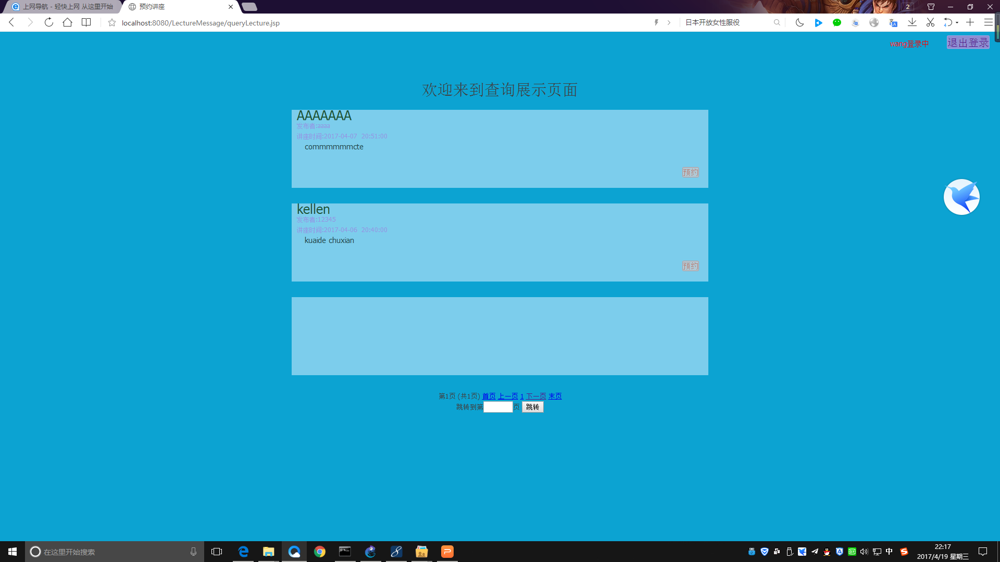 上网导航 - 轻快上网 从这里开始
预约讲座
2
localhost:8080/LectureMessage/queryLecture.jsp
日本开放女性服役
4
wang登录中
退出登录
欢迎来到查询展示页面
AAAAAAA
发布者:aaaa
讲座时间:2017-04-07 20:51:00
commmmmmcte
预约
kellen
发布者:12345
讲座时间:2017-04-06 20:40:00
kuaide chuxian
预约
第1页 (共1页) 首页 上一页 1 下一页 末页
跳转到第 页 跳转
在这里开始搜索
中
22:17
2017/4/19 星期三